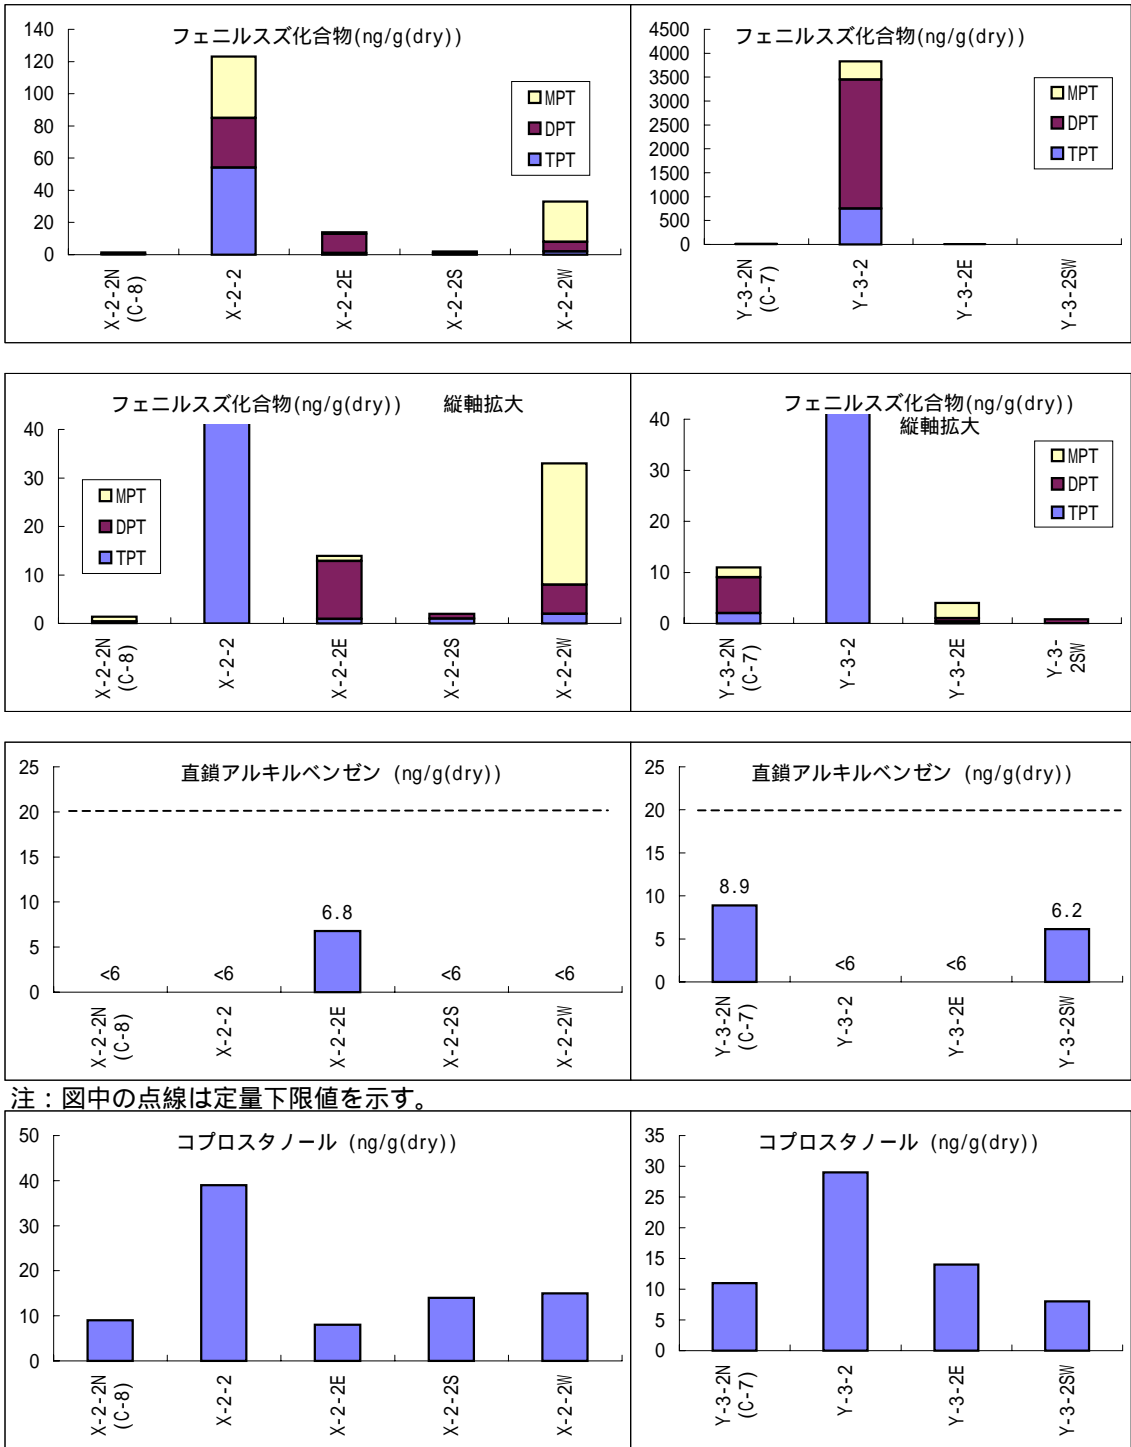 フェニルスズ化合物(ng/g(dry))
140
120
100
80
60
40
20
0
MPT
DPT
TPT
X-2-2N
(C-8)
X-2-2
X-2-2E
X-2-2S
X-2-2W
フェニルスズ化合物(ng/g(dry))
4500
4000
3500
3000
2500
2000
1500
1000
500
0
MPT
DPT
TPT
Y-3-2N
(C-7)
Y-3-2
Y-3-2E
Y-3-2SW
フェニルスズ化合物(ng/g(dry)) 縦軸拡大
40
30
20
10
0
MPT
DPT
TPT
X-2-2N
(C-8)
X-2-2
X-2-2E
X-2-2S
X-2-2W
フェニルスズ化合物(ng/g(dry))
縦軸拡大
40
30
20
10
0
MPT
DPT
TPT
Y-3-2N
(C-7)
Y-3-2
Y-3-2E
Y-3-
2SW
直鎖アルキルベンゼン (ng/g(dry))
25
20
15
10
5
0
<6
<6
6.8
<6
<6
X-2-2N
(C-8)
X-2-2
X-2-2E
X-2-2S
X-2-2W
直鎖アルキルベンゼン (ng/g(dry))
25
20
15
10
5
0
8.9
<6
<6
6.2
Y-3-2N
(C-7)
Y-3-2
Y-3-2E
Y-3-2SW
注：図中の点線は定量下限値を示す。
コプロスタノール (ng/g(dry))
50
40
30
20
10
0
X-2-2N
(C-8)
X-2-2
X-2-2E
X-2-2S
X-2-2W
コプロスタノール (ng/g(dry))
35
30
25
20
15
10
5
0
Y-3-2N
(C-7)
Y-3-2
Y-3-2E
Y-3-2SW